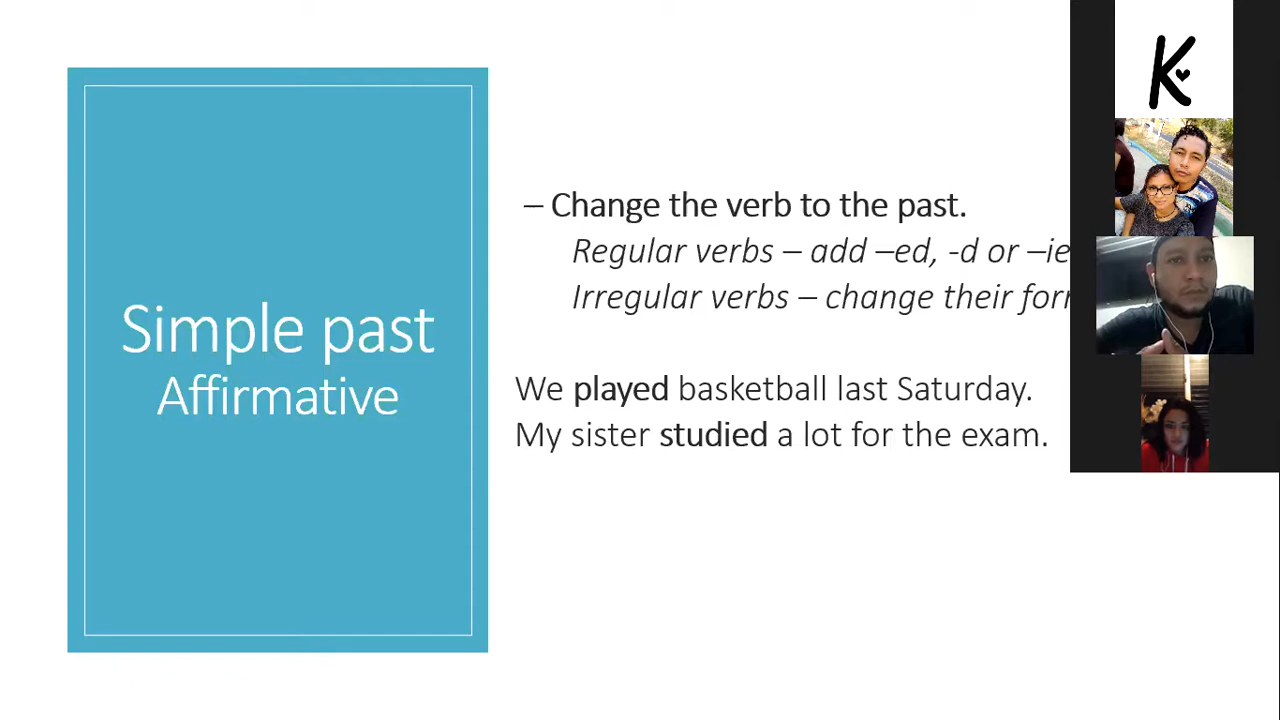 Simple past
Affirmative
– Change the verb to the past.
Regular verbs – add –ed, -d or –ie
Irregular verbs – change their for
We played basketball last Saturday.
My sister studied a lot for the exam.
K